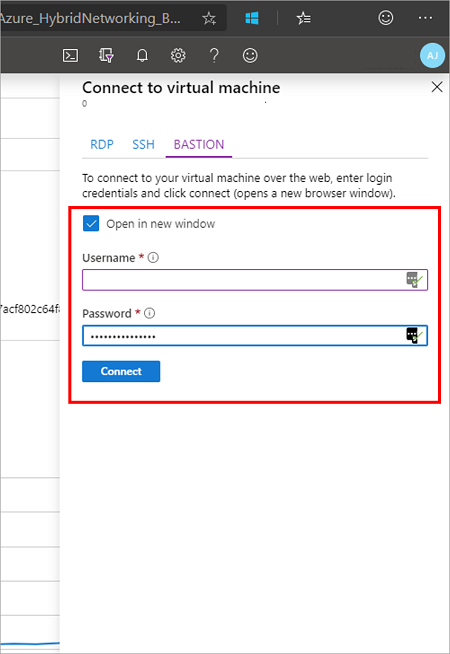 Azure_HybridNetworking_B...
AJ
Connect to virtual machine
0
RDP SSH BASTION
To connect to your virtual machine over the web, enter login
credentials and click connect (opens a new browser window).
Open in new window
Username *
7acf802c64f8
Password *
Connect